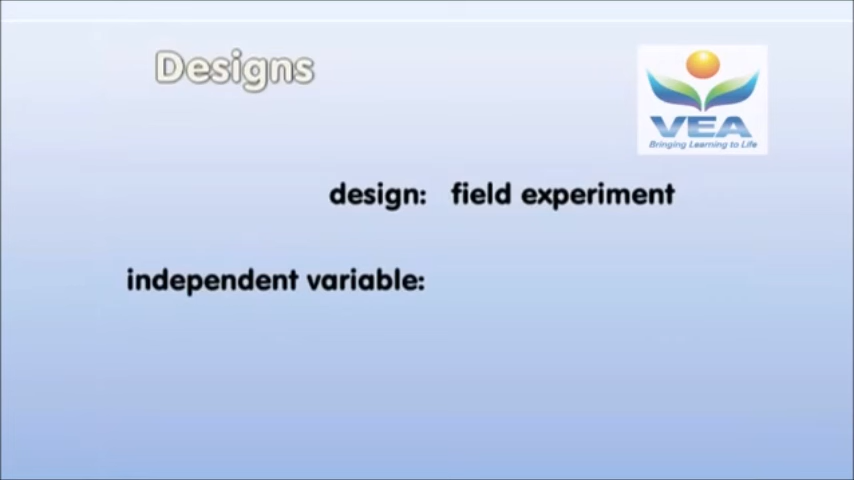 Designs
VEA
Bringing Learning to Life
design: field experiment
independent variable: